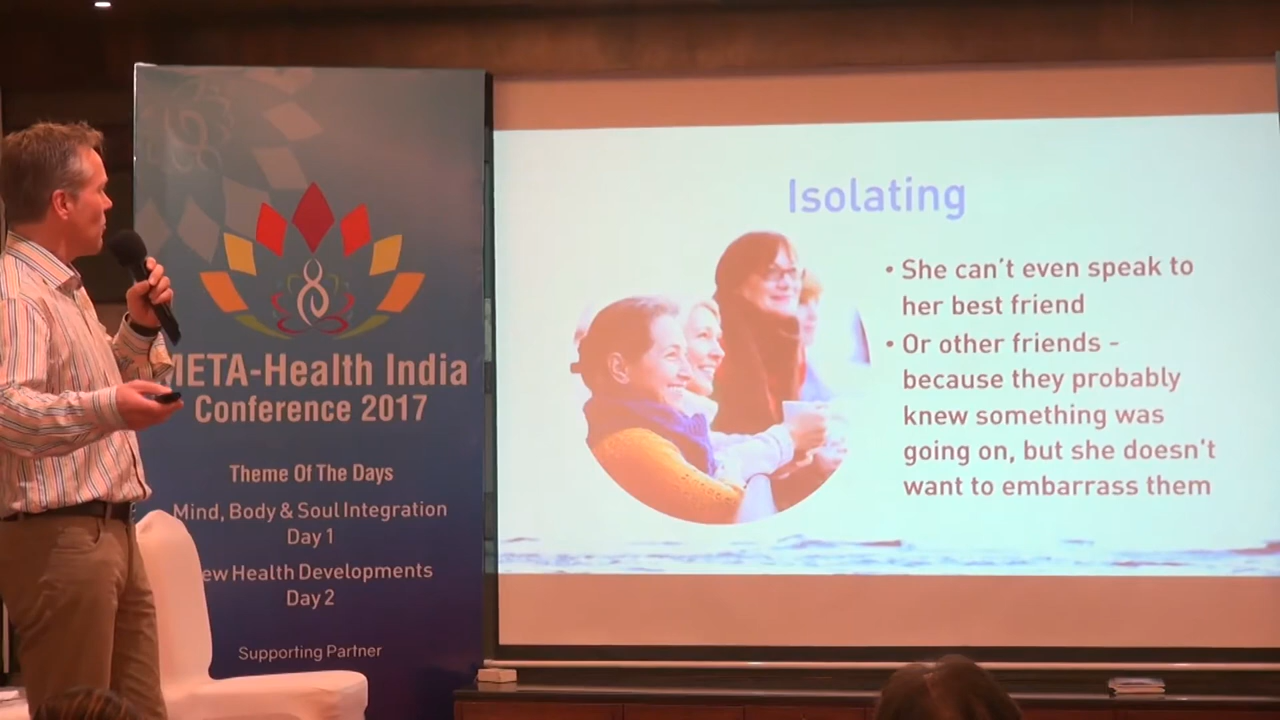 META-Health India
Conference 2017
Theme Of The Days
Mind, Body & Soul Integration
Day 1
New Health Developments
Day 2
Supporting Partner
Isolating
• She can't even speak to
her best friend
• Or other friends -
because they probably
knew something was
going on, but she doesn't
want to embarrass them